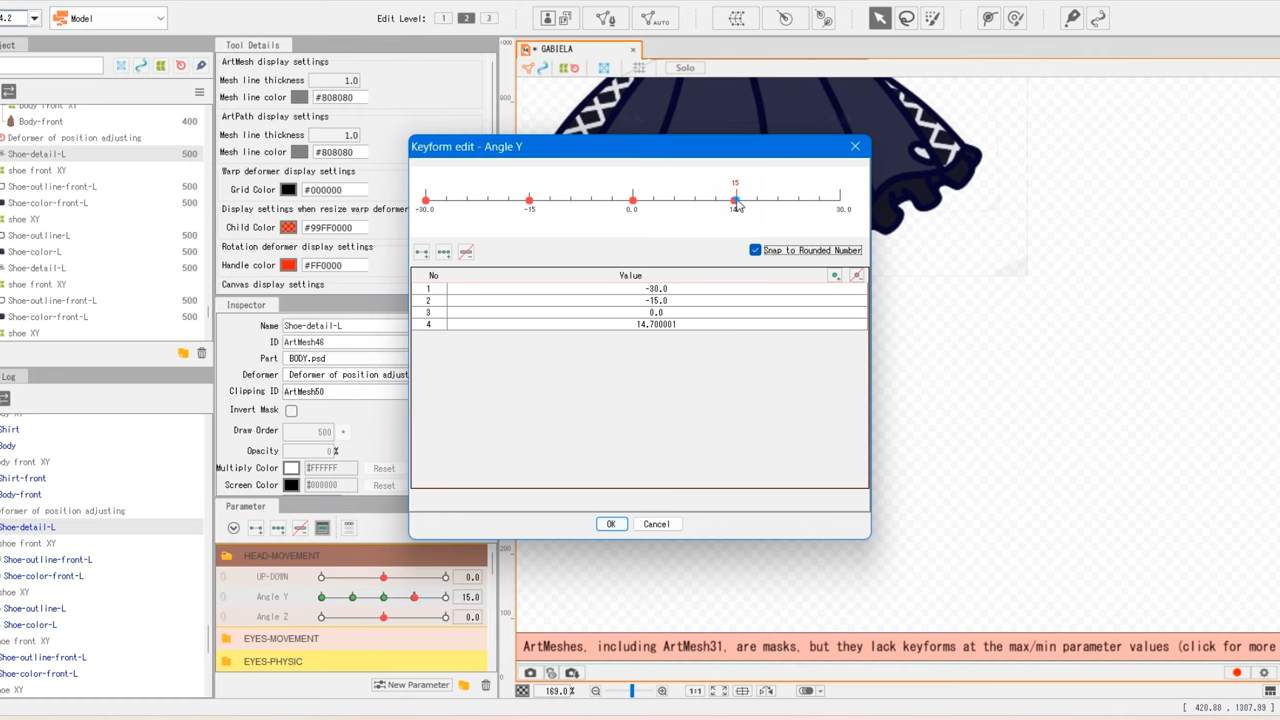 4.2
Model
Edit Level:
1
2
3
AUTO
ject
Tool Details
* GABIELA
Solo
ArtMesh display settings
Mesh line thickness 1.0
Mesh line color #808080
ArtPath display settings
Mesh line thickness 1.0
Mesh line color #808080
Warp deformer display settings
Grid Color #000000
Display settings when resize warp deformer
Child Color #99FF0000
Rotation deformer display settings
Handle color #FF0000
Canvas display settings
Body front XY
Body-front 400
Deformer of position adjusting
Shoe-detail-L 500
shoe front XY
Shoe-outline-front-L 500
Shoe-color-front-L 500
shoe XY
Shoe-outline-L 500
Shoe-color-L 500
Shoe-detail-L 500
shoe front XY
Shoe-outline-front-L 500
Shoe-color-front-L 500
shoe XY
Log
Shirt
Body
body front XY
Shirt-front
Body-front
eformer of position adjusting
Shoe-detail-L
shoe front XY
Shoe-outline-front-L
Shoe-color-front-L
shoe XY
Shoe-outline-L
Shoe-color-L
shoe front XY
Shoe-outline-front-L
Shoe-color-front-L
shoe XY
Inspector
Name Shoe-detail-L
ID ArtMesh46
Part BODY.psd
Deformer Deformer of position adjust
Clipping ID ArtMesh50
Invert Mask
Draw Order 500
Opacity 0 %
Multiply Color #FFFFFF Reset
Screen Color #000000 Reset
Parameter
HEAD-MOVEMENT
UP-DOWN 0.0
Angle Y 15.0
Angle Z 0.0
EYES-MOVEMENT
EYES-PHYSIC
New Parameter
Keyform edit - Angle Y
15
-30.0 -15 0.0 30.0
Snap to Rounded Number
No Value
1 -30.0
2 -15.0
3 0.0
4 14.700001
OK Cancel
1000
900
200
100
ArtMeshes, including ArtMesh31, are masks, but they lack keyforms at the max/min parameter values (click for more
169.0 %
1:1
[ 420.88 , 1307.99 ]